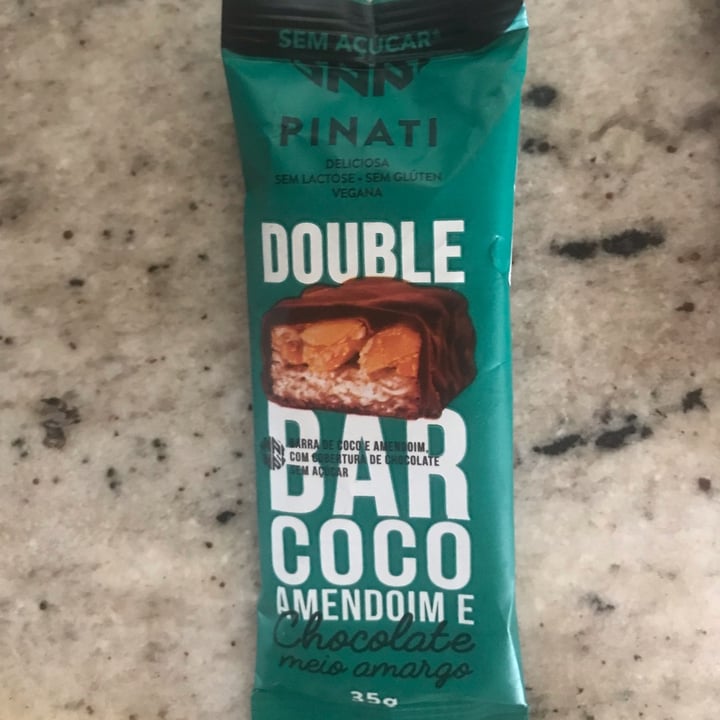 SEM AÇÚCAR*
PINATI
DELICIOSA
SEM LACTOSE • SEM GLÚTEN
VEGANA
DOUBLE
BARRA DE COCO E AMENDOIM,
COM COBERTURA DE CHOCOLATE
SEM AÇÚCAR
BAR
COCO
AMENDOIM E
Chocolate
meio amargo
35g